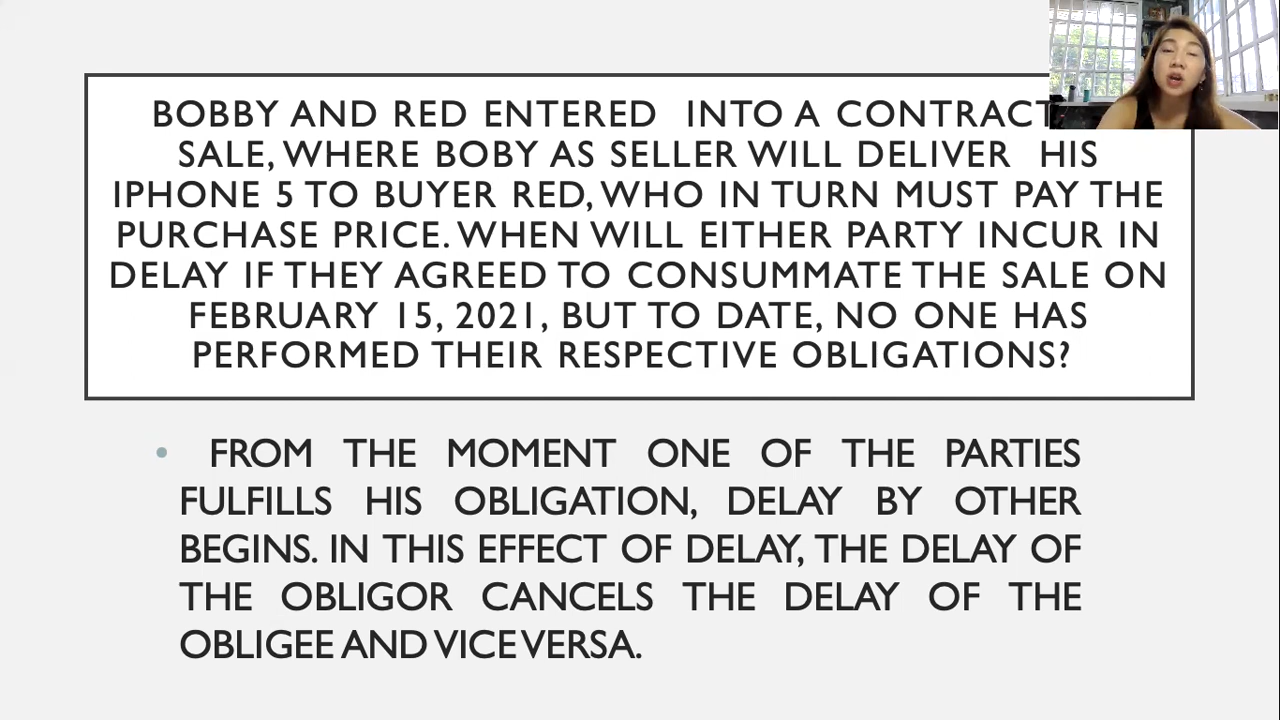 BOBBY AND RED ENTERED INTO A CONTRACT
SALE, WHERE BOBY AS SELLER WILL DELIVER HIS
IPHONE 5 TO BUYER RED, WHO IN TURN MUST PAY THE
PURCHASE PRICE. WHEN WILL EITHER PARTY INCUR IN
DELAY IF THEY AGREED TO CONSUMMATE THE SALE ON
FEBRUARY 15, 2021, BUT TO DATE, NO ONE HAS
PERFORMED THEIR RESPECTIVE OBLIGATIONS?
• FROM THE MOMENT ONE OF THE PARTIES
FULFILLS HIS OBLIGATION, DELAY BY OTHER
BEGINS. IN THIS EFFECT OF DELAY, THE DELAY OF
THE OBLIGOR CANCELS THE DELAY OF THE
OBLIGEE AND VICE VERSA.